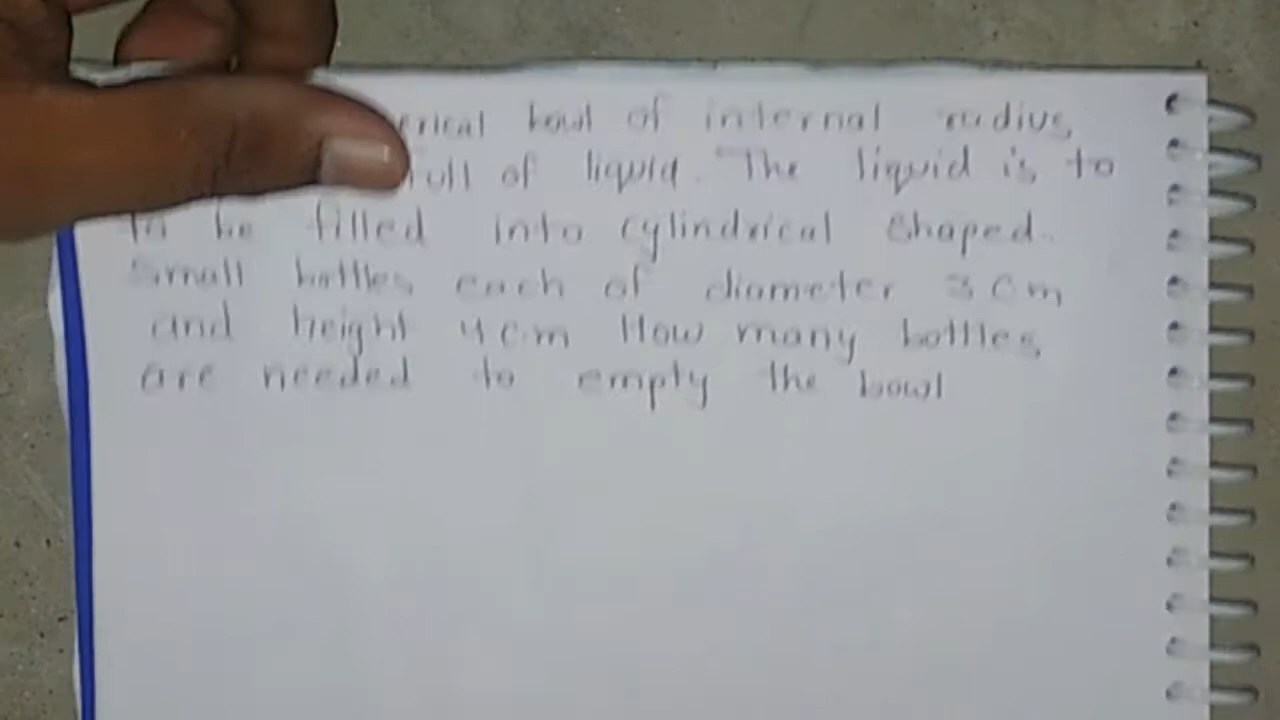 bowl of internal radius
full of liquid. The liquid is to
to be filled into cylindrical shaped.
Small bottles each of diameter 3 cm
and height 4 cm How many bottles
are needed to empty the bowl